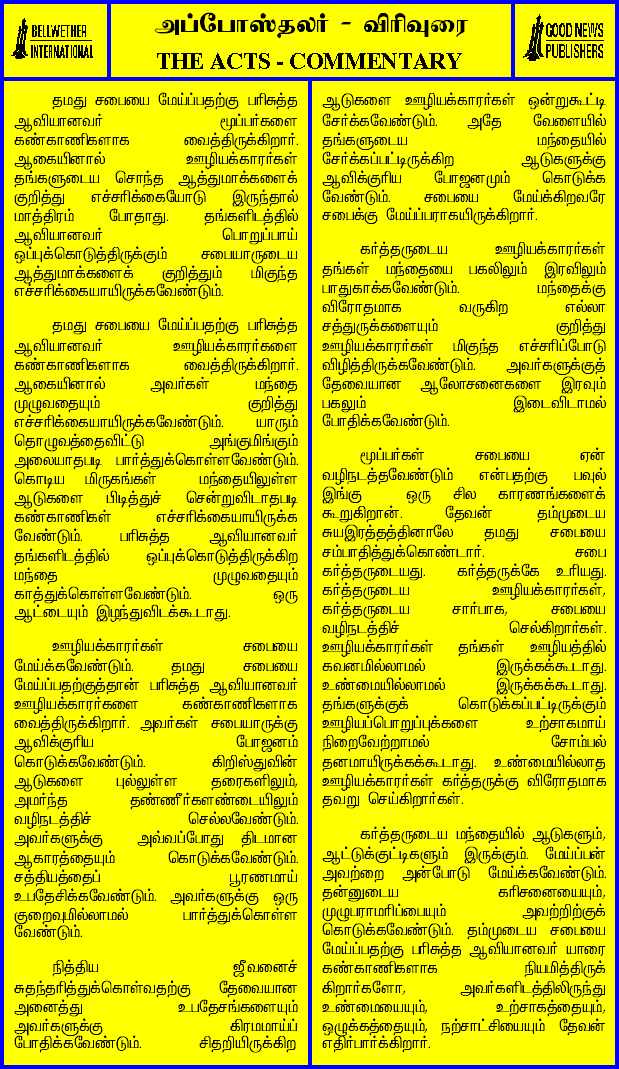 BELLWETHER
INTERNATIONAL
அப்போஸ்தலர் - விரிவுரை
THE ACTS - COMMENTARY
GOOD NEWS
PUBLISHERS
தமது சபையை மேய்ப்பதற்கு பரிசுத்த
ஆவியானவர் மூப்பர்களை
கண்காணிகளாக வைத்திருக்கிறார்.
ஆகையினால் ஊழியக்காரர்கள்
தங்களுடைய சொந்த ஆத்துமாக்களைக்
குறித்து எச்சரிக்கையோடு இருந்தால்
மாத்திரம் போதாது. தங்களிடத்தில்
ஆவியானவர் பொறுப்பாய்
ஒப்புக்கொடுத்திருக்கும் சபையாருடைய
ஆத்துமாக்களைக் குறித்தும் மிகுந்த
எச்சரிக்கையாயிருக்கவேண்டும்.
தமது சபையை மேய்ப்பதற்கு பரிசுத்த
ஆவியானவர் ஊழியக்காரர்களை
கண்காணிகளாக வைத்திருக்கிறார்.
ஆகையினால் அவர்கள் மந்தை
முழுவதையும் குறித்து
எச்சரிக்கையாயிருக்கவேண்டும். யாரும்
தொழுவத்தைவிட்டு அங்குமிங்கும்
அலையாதபடி பார்த்துக்கொள்ளவேண்டும்.
கொடிய மிருகங்கள் மந்தையிலுள்ள
ஆடுகளை பிடித்துச் சென்றுவிடாதபடி
கண்காணிகள் எச்சரிக்கையாயிருக்க
வேண்டும். பரிசுத்த ஆவியானவர்
தங்களிடத்தில் ஒப்புக்கொடுத்திருக்கிற
மந்தை முழுவதையும்
காத்துக்கொள்ளவேண்டும். ஒரு
ஆட்டையும் இழந்துவிடக்கூடாது.
ஊழியக்காரர்கள் சபையை
மேய்க்கவேண்டும். தமது சபையை
மேய்ப்பதற்குத்தான் பரிசுத்த ஆவியானவர்
ஊழியக்காரர்களை கண்காணிகளாக
வைத்திருக்கிறார். அவர்கள் சபையாருக்கு
ஆவிக்குரிய போஜனம்
கொடுக்கவேண்டும். கிறிஸ்துவின்
ஆடுகளை புல்லுள்ள தரைகளிலும்,
அமர்ந்த தண்ணீர்களண்டையிலும்
வழிநடத்திச் செல்லவேண்டும்.
அவர்களுக்கு அவ்வப்போது திடமான
ஆகாரத்தையும் கொடுக்கவேண்டும்.
சத்தியத்தைப் பூரணமாய்
உபதேசிக்கவேண்டும். அவர்களுக்கு ஒரு
குறைவுமில்லாமல் பார்த்துக்கொள்ள
வேண்டும்.
நித்திய ஜீவனைச்
சுதந்தரித்துக்கொள்வதற்கு தேவையான
அனைத்து உபதேசங்களையும்
அவர்களுக்கு கிரமமாய்ப்
போதிக்கவேண்டும். சிதறியிருக்கிற
ஆடுகளை ஊழியக்காரர்கள் ஒன்றுகூட்டி
சேர்க்கவேண்டும். அதே வேளையில்
தங்களுடைய மந்தையில்
சேர்க்கப்பட்டிருக்கிற ஆடுகளுக்கு
ஆவிக்குரிய போஜனமும் கொடுக்க
வேண்டும். சபையை மேய்க்கிறவரே
சபைக்கு மேய்ப்பராகயிருக்கிறார்.
கர்த்தருடைய ஊழியக்காரர்கள்
தங்கள் மந்தையை பகலிலும் இரவிலும்
பாதுகாக்கவேண்டும். மந்தைக்கு
விரோதமாக வருகிற எல்லா
சத்துருக்களையும் குறித்து
ஊழியக்காரர்கள் மிகுந்த எச்சரிப்போடு
விழித்திருக்கவேண்டும். அவர்களுக்குத்
தேவையான ஆலோசனைகளை இரவும்
பகலும் இடைவிடாமல்
போதிக்கவேண்டும்.
மூப்பர்கள் சபையை ஏன்
வழிநடத்தவேண்டும் என்பதற்கு பவுல்
இங்கு ஒரு சில காரணங்களைக்
கூறுகிறான். தேவன் தம்முடைய
சுயஇரத்தத்தினாலே தமது சபையை
சம்பாதித்துக்கொண்டார். சபை
கர்த்தருடையது. கர்த்தருக்கே உரியது.
கர்த்தருடைய ஊழியக்காரர்கள்,
கர்த்தருடைய சார்பாக, சபையை
வழிநடத்திச் செல்கிறார்கள்.
ஊழியக்காரர்கள் தங்கள் ஊழியத்தில்
கவனமில்லாமல் இருக்கக்கூடாது.
உண்மையில்லாமல் இருக்கக்கூடாது.
தங்களுக்குக் கொடுக்கப்பட்டிருக்கும்
ஊழியப்பொறுப்புக்களை உற்சாகமாய்
நிறைவேற்றாமல் சோம்பல்
தனமாயிருக்கக்கூடாது. உண்மையில்லாத
ஊழியக்காரர்கள் கர்த்தருக்கு விரோதமாக
தவறு செய்கிறார்கள்.
கர்த்தருடைய மந்தையில் ஆடுகளும்,
ஆட்டுக்குட்டிகளும் இருக்கும். மேய்ப்பன்
அவற்றை அன்போடு மேய்க்கவேண்டும்.
தன்னுடைய கரிசனையையும்,
முழுபராமரிப்பையும் அவற்றிற்குக்
கொடுக்கவேண்டும். தம்முடைய சபையை
மேய்ப்பதற்கு பரிசுத்த ஆவியானவர் யாரை
கண்காணிகளாக நியமித்திருக்
கிறார்களோ, அவர்களிடத்திலிருந்து
உண்மையையும், உற்சாகத்தையும்,
ஒழுக்கத்தையும், நற்சாட்சியையும் தேவன்
எதிர்பார்க்கிறார்.